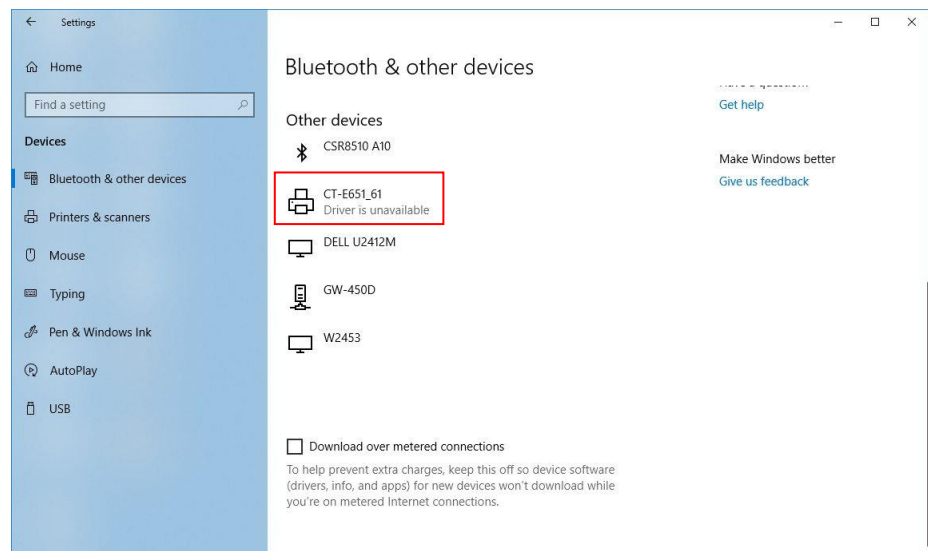 Settings
Home
Find a setting
Devices
Bluetooth & other devices
Printers & scanners
Mouse
Typing
Pen & Windows Ink
AutoPlay
USB
Bluetooth & other devices
Other devices
CSR8510 A10
CT-E651_61
Driver is unavailable
DELL U2412M
GW-450D
W2453
Download over metered connections
To help prevent extra charges, keep this off so device software
(drivers, info, and apps) for new devices won't download while
you're on metered Internet connections.
Get help
Make Windows better
Give us feedback